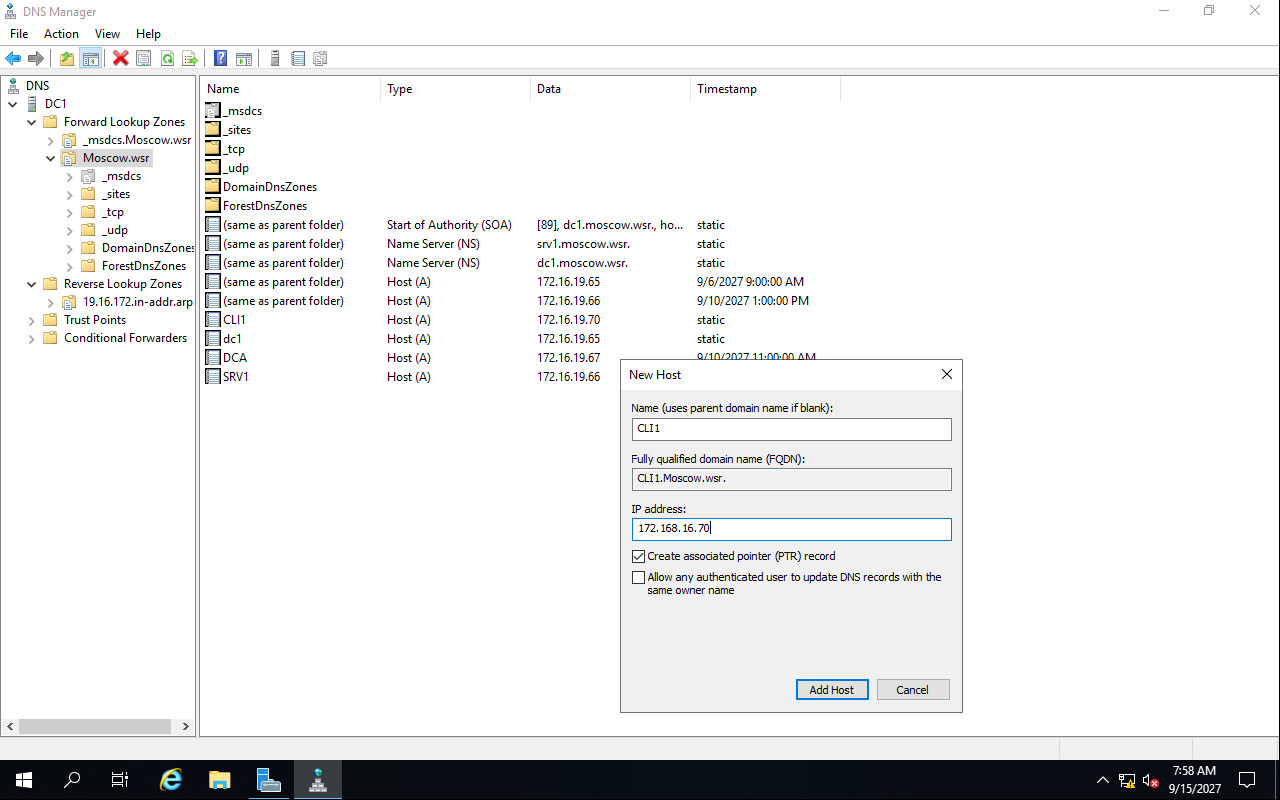 DNS Manager
File Action View Help
DNS
DC1
Forward Lookup Zones
_msdcs.Moscow.wsr
Moscow.wsr
_msdcs
_sites
_tcp
_udp
DomainDnsZones
ForestDnsZones
Reverse Lookup Zones
19.16.172.in-addr.arp
Trust Points
Conditional Forwarders
Name Type Data Timestamp
_msdcs
_sites
_tcp
_udp
DomainDnsZones
ForestDnsZones
(same as parent folder) Start of Authority (SOA) [89], dc1.moscow.wsr., ho... static
(same as parent folder) Name Server (NS) srv1.moscow.wsr. static
(same as parent folder) Name Server (NS) dc1.moscow.wsr. static
(same as parent folder) Host (A) 172.16.19.65 9/6/2027 9:00:00 AM
(same as parent folder) Host (A) 172.16.19.66 9/10/2027 1:00:00 PM
CLI1 Host (A) 172.16.19.70 static
dc1 Host (A) 172.16.19.65 static
DCA Host (A) 172.16.19.67 9/10/2027 11:00:00 AM
SRV1 Host (A) 172.16.19.66
New Host
Name (uses parent domain name if blank):
CLI1
Fully qualified domain name (FQDN):
CLI1.Moscow.wsr.
IP address:
172.168.16.70
Create associated pointer (PTR) record
Allow any authenticated user to update DNS records with the
same owner name
Add Host Cancel
7:58 AM
9/15/2027